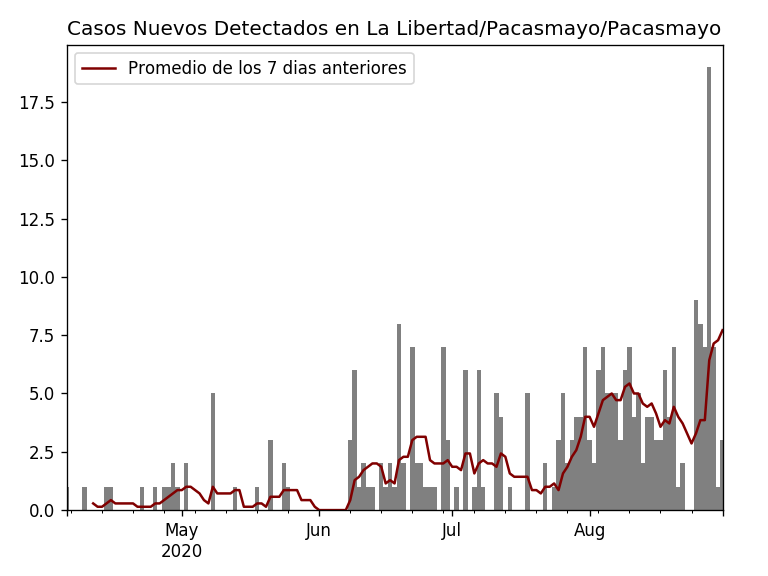 Casos Nuevos Detectados en La Libertad/Pacasmayo/Pacasmayo
Promedio de los 7 dias anteriores
17.5
15.0
12.5
10.0
7.5
5.0
2.5
0.0
May
2020
Jun
Jul
Aug